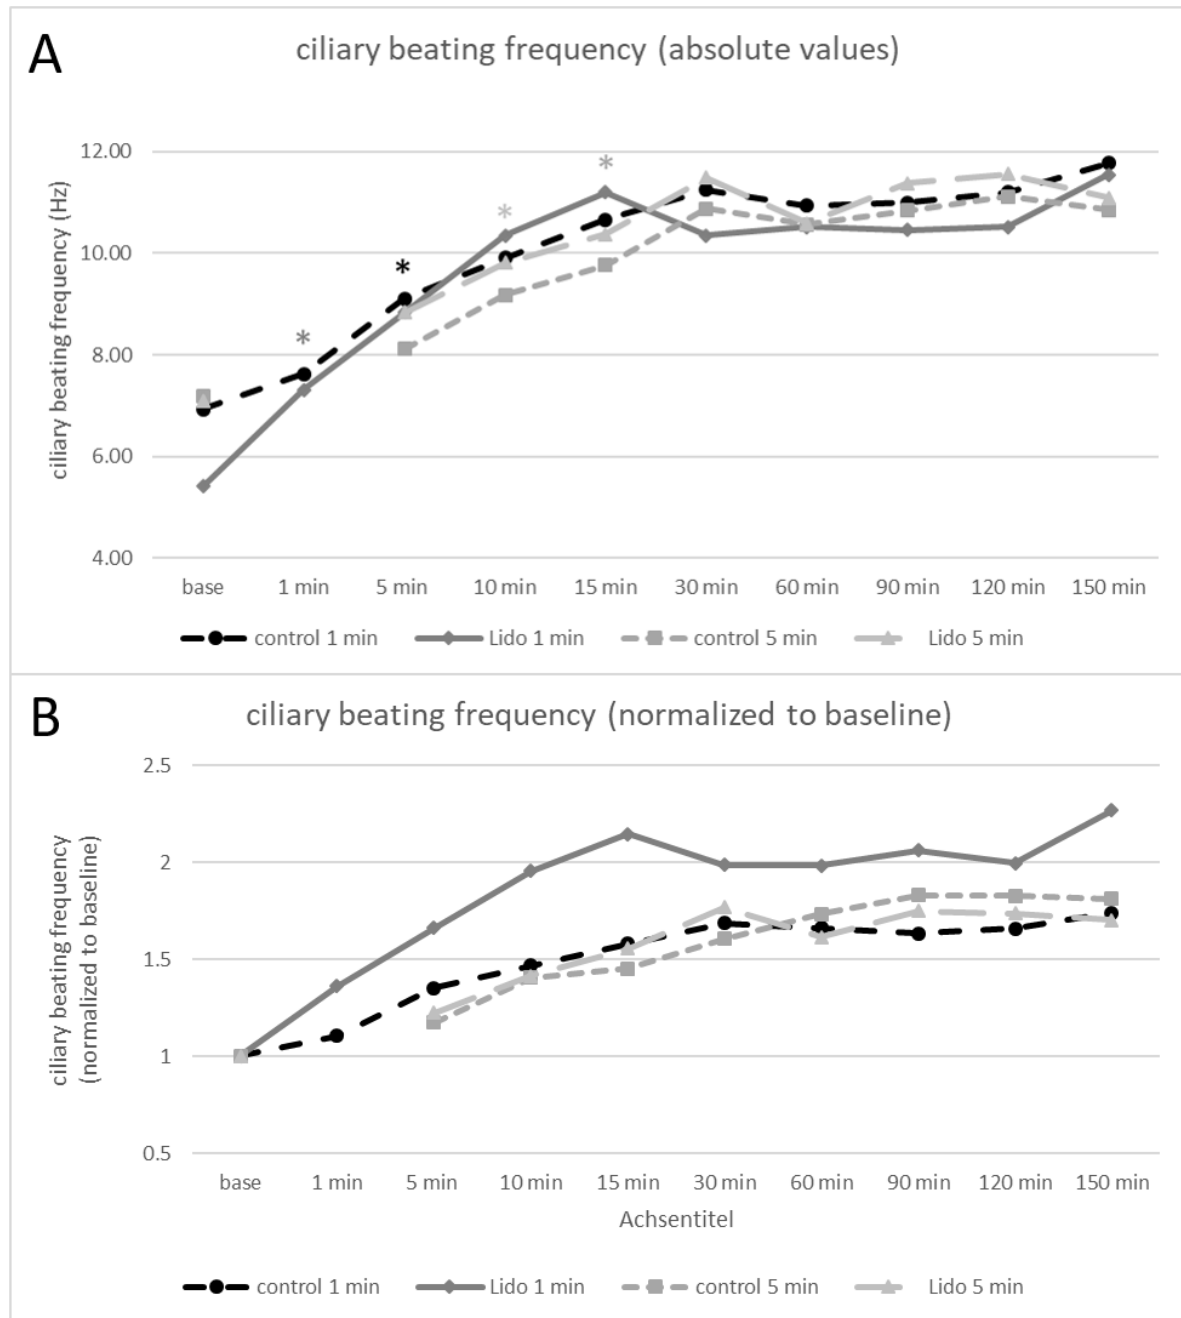 A
ciliary beating frequency (absolute values)
ciliary beating frequency (Hz)
12.00
10.00
8.00
6.00
4.00
*
*
*
*
base 1 min 5 min 10 min 15 min 30 min 60 min 90 min 120 min 150 min
control 1 min Lido 1 min control 5 min Lido 5 min
B
ciliary beating frequency (normalized to baseline)
ciliary beating frequency
(normalized to baseline)
2.5
2
1.5
1
0.5
base 1 min 5 min 10 min 15 min 30 min 60 min 90 min 120 min 150 min
Achsentitel
control 1 min Lido 1 min control 5 min Lido 5 min